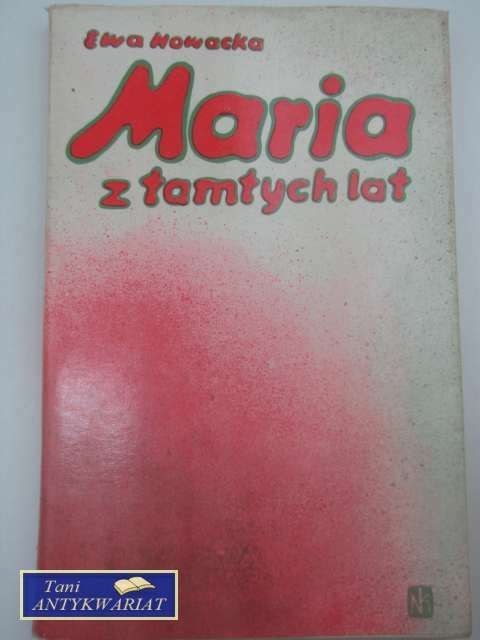 Ewa Nowacka
Maria
z tamtych lat
Tani
ANTYKWARIAT